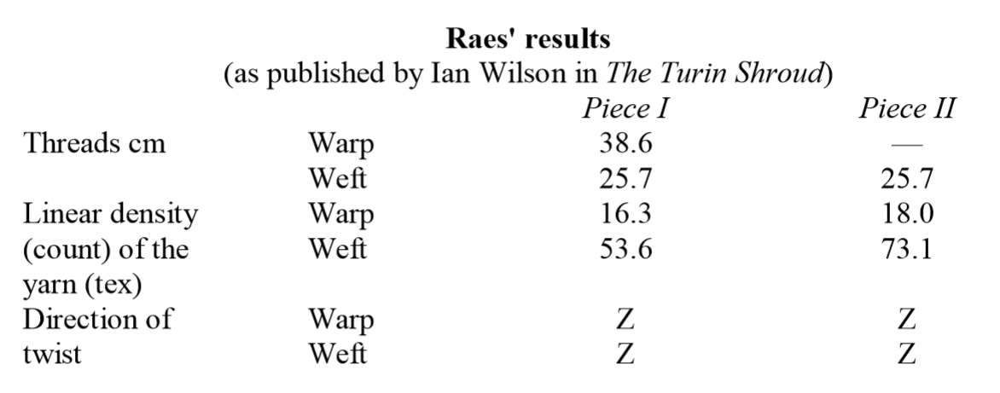 Raes' results
(as published by Ian Wilson in The Turin Shroud)
Piece I Piece II
Threads cm Warp 38.6 —
Weft 25.7 25.7
Linear density Warp 16.3 18.0
(count) of the Weft 53.6 73.1
yarn (tex)
Direction of Warp Z Z
twist Weft Z Z